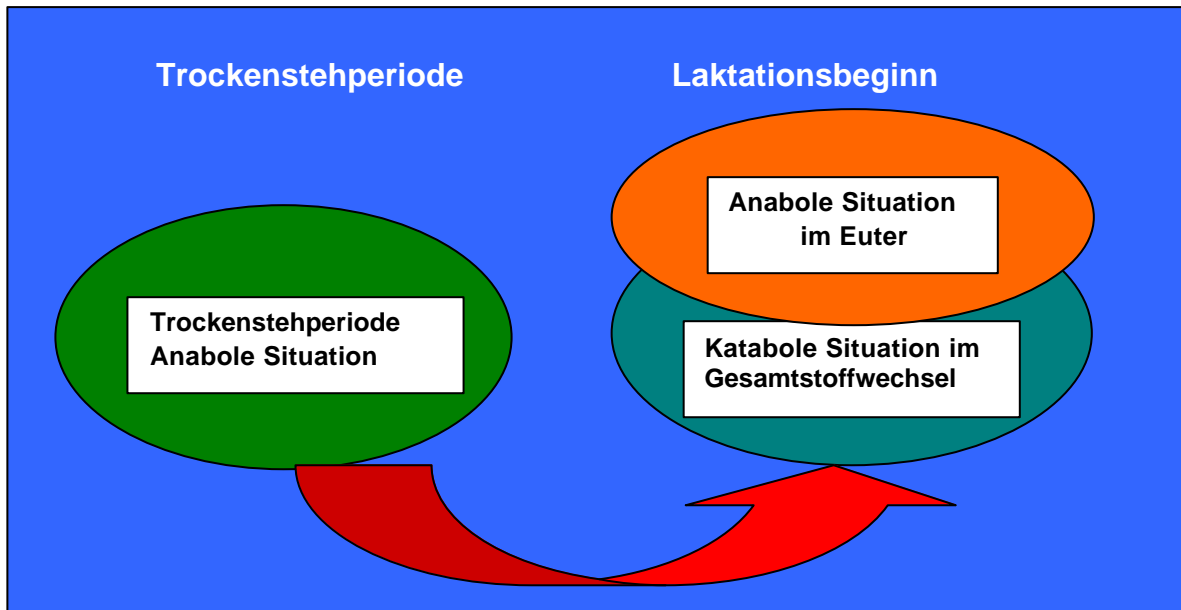 Trockenstehperiode
Laktationsbeginn
Trockenstehperiode
Anabole Situation
Anabole Situation
im Euter
Katabole Situation im
Gesamtstoffwechsel